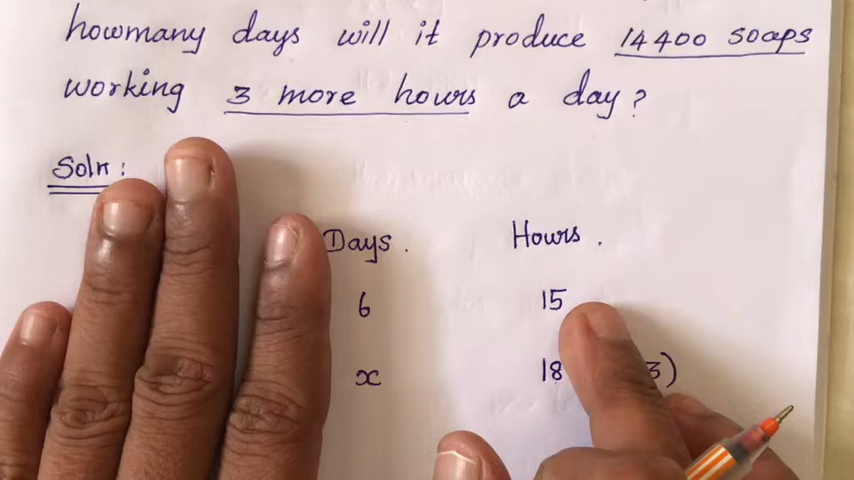 howmany days will it produce 14400 soaps
working 3 more hours a day?
Soln:
Days. Hours.
6 15
x 18 3)